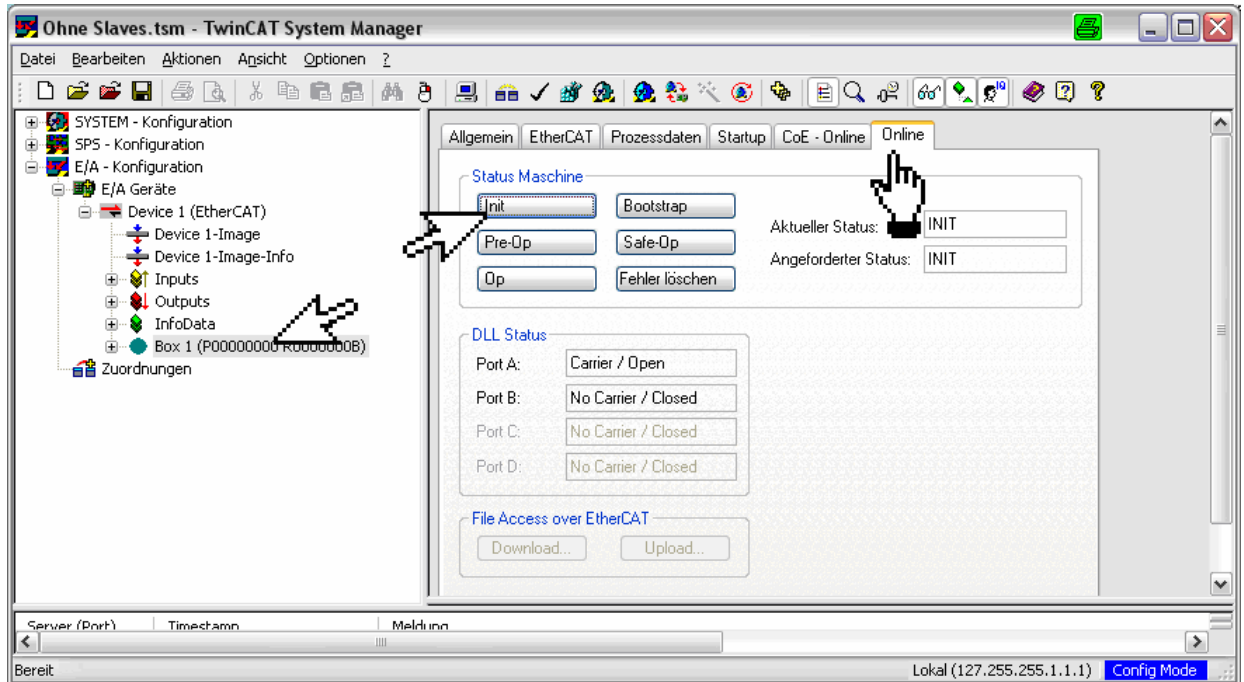 Ohne Slaves.tsm - TwinCAT System Manager
Datei Bearbeiten Aktionen Ansicht Optionen ?
SYSTEM - Konfiguration
SPS - Konfiguration
E/A - Konfiguration
E/A Geräte
Device 1 (EtherCAT)
Device 1-Image
Device 1-Image-Info
Inputs
Outputs
InfoData
Box 1 (P00000000 R0000000B)
Zuordnungen
Allgemein EtherCAT Prozessdaten Startup CoE - Online Online
Status Maschine
Init Bootstrap
Pre-Op Safe-Op
Op Fehler löschen
Aktueller Status: INIT
Angeforderter Status: INIT
DLL Status
Port A: Carrier / Open
Port B: No Carrier / Closed
Port C: No Carrier / Closed
Port D: No Carrier / Closed
File Access over EtherCAT
Download... Upload...
Server (Port) Timestamp Meldung
Bereit Lokal (127.255.255.1.1.1) Config Mode